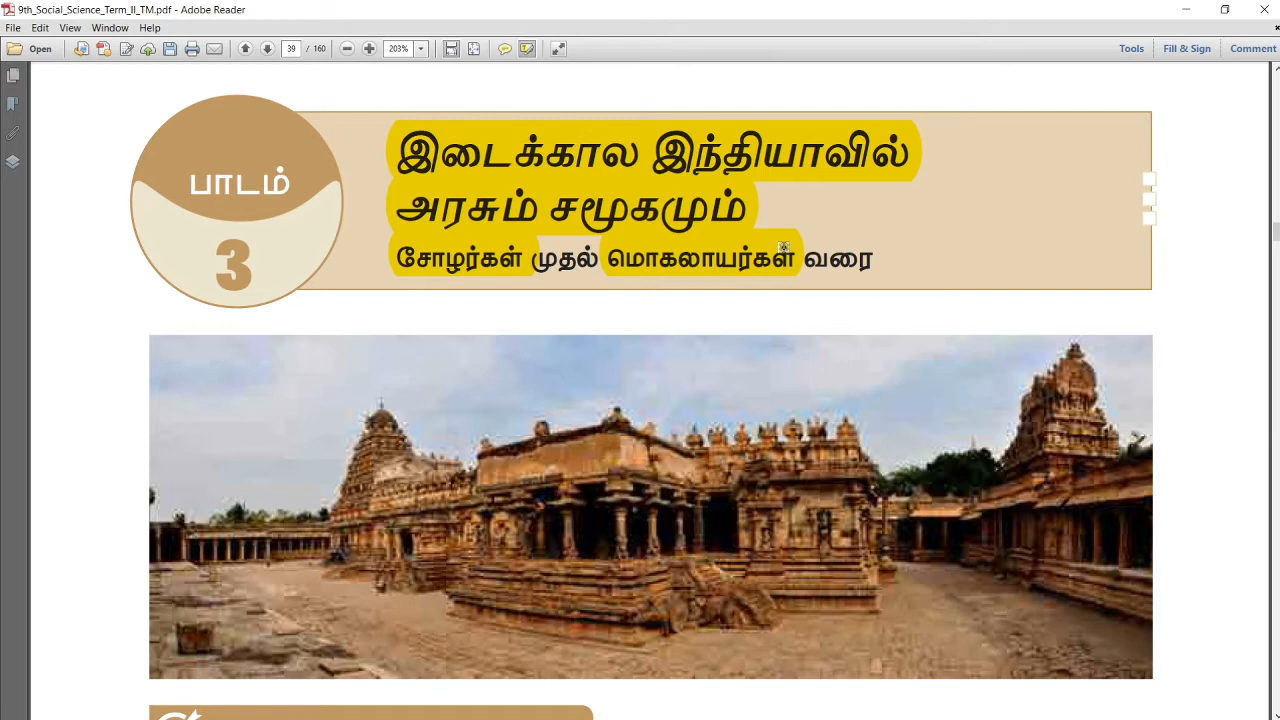 9th_Social_Science_Term_II_TM.pdf - Adobe Reader
File Edit View Window Help
Open 39 / 160 203% Tools Fill & Sign Comment
பாடம்
3
இடைக்கால இந்தியாவில்
அரசும் சமூகமும்
சோழர்கள் முதல் மொகலாயர்கள் வரை